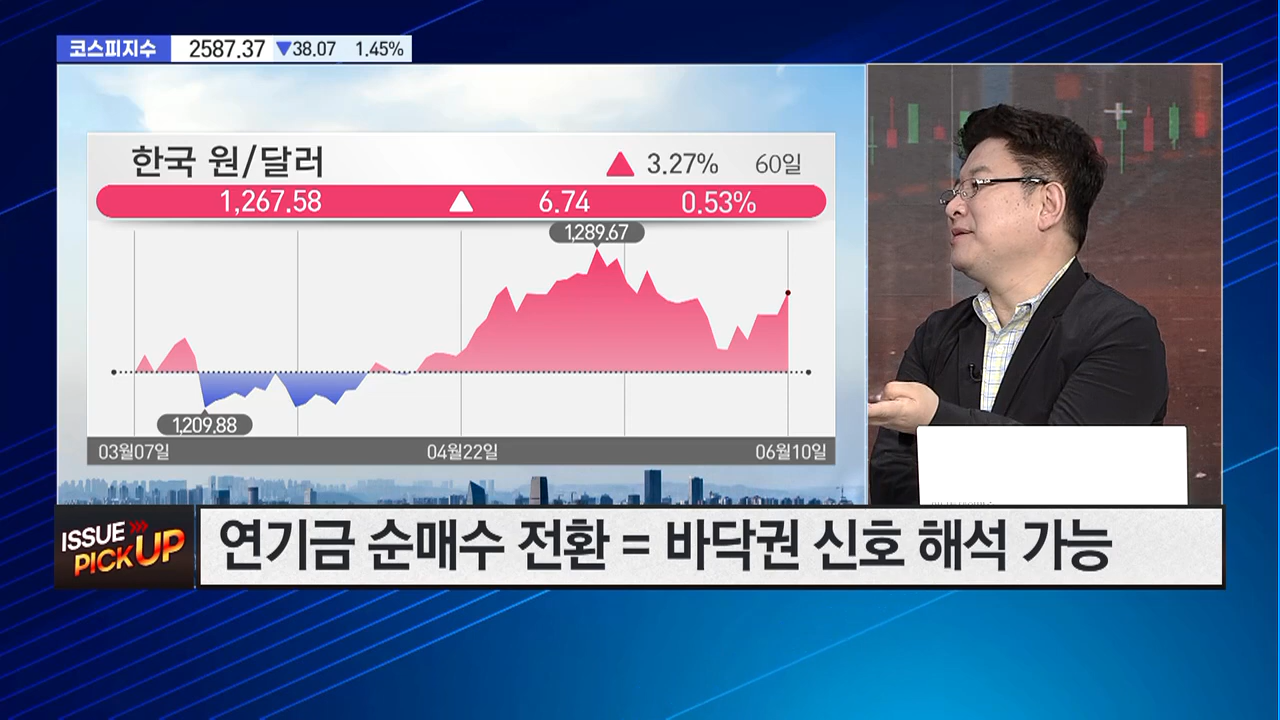 코스피지수 2587.37 ▼38.07 1.45%
한국 원/달러 ▲ 3.27% 60일
1,267.58 ▲ 6.74 0.53%
1,289.67
1,209.88
03월07일 04월22일 06월10일
ISSUE
PICK UP
연기금 순매수 전환 = 바닥권 신호 해석 가능